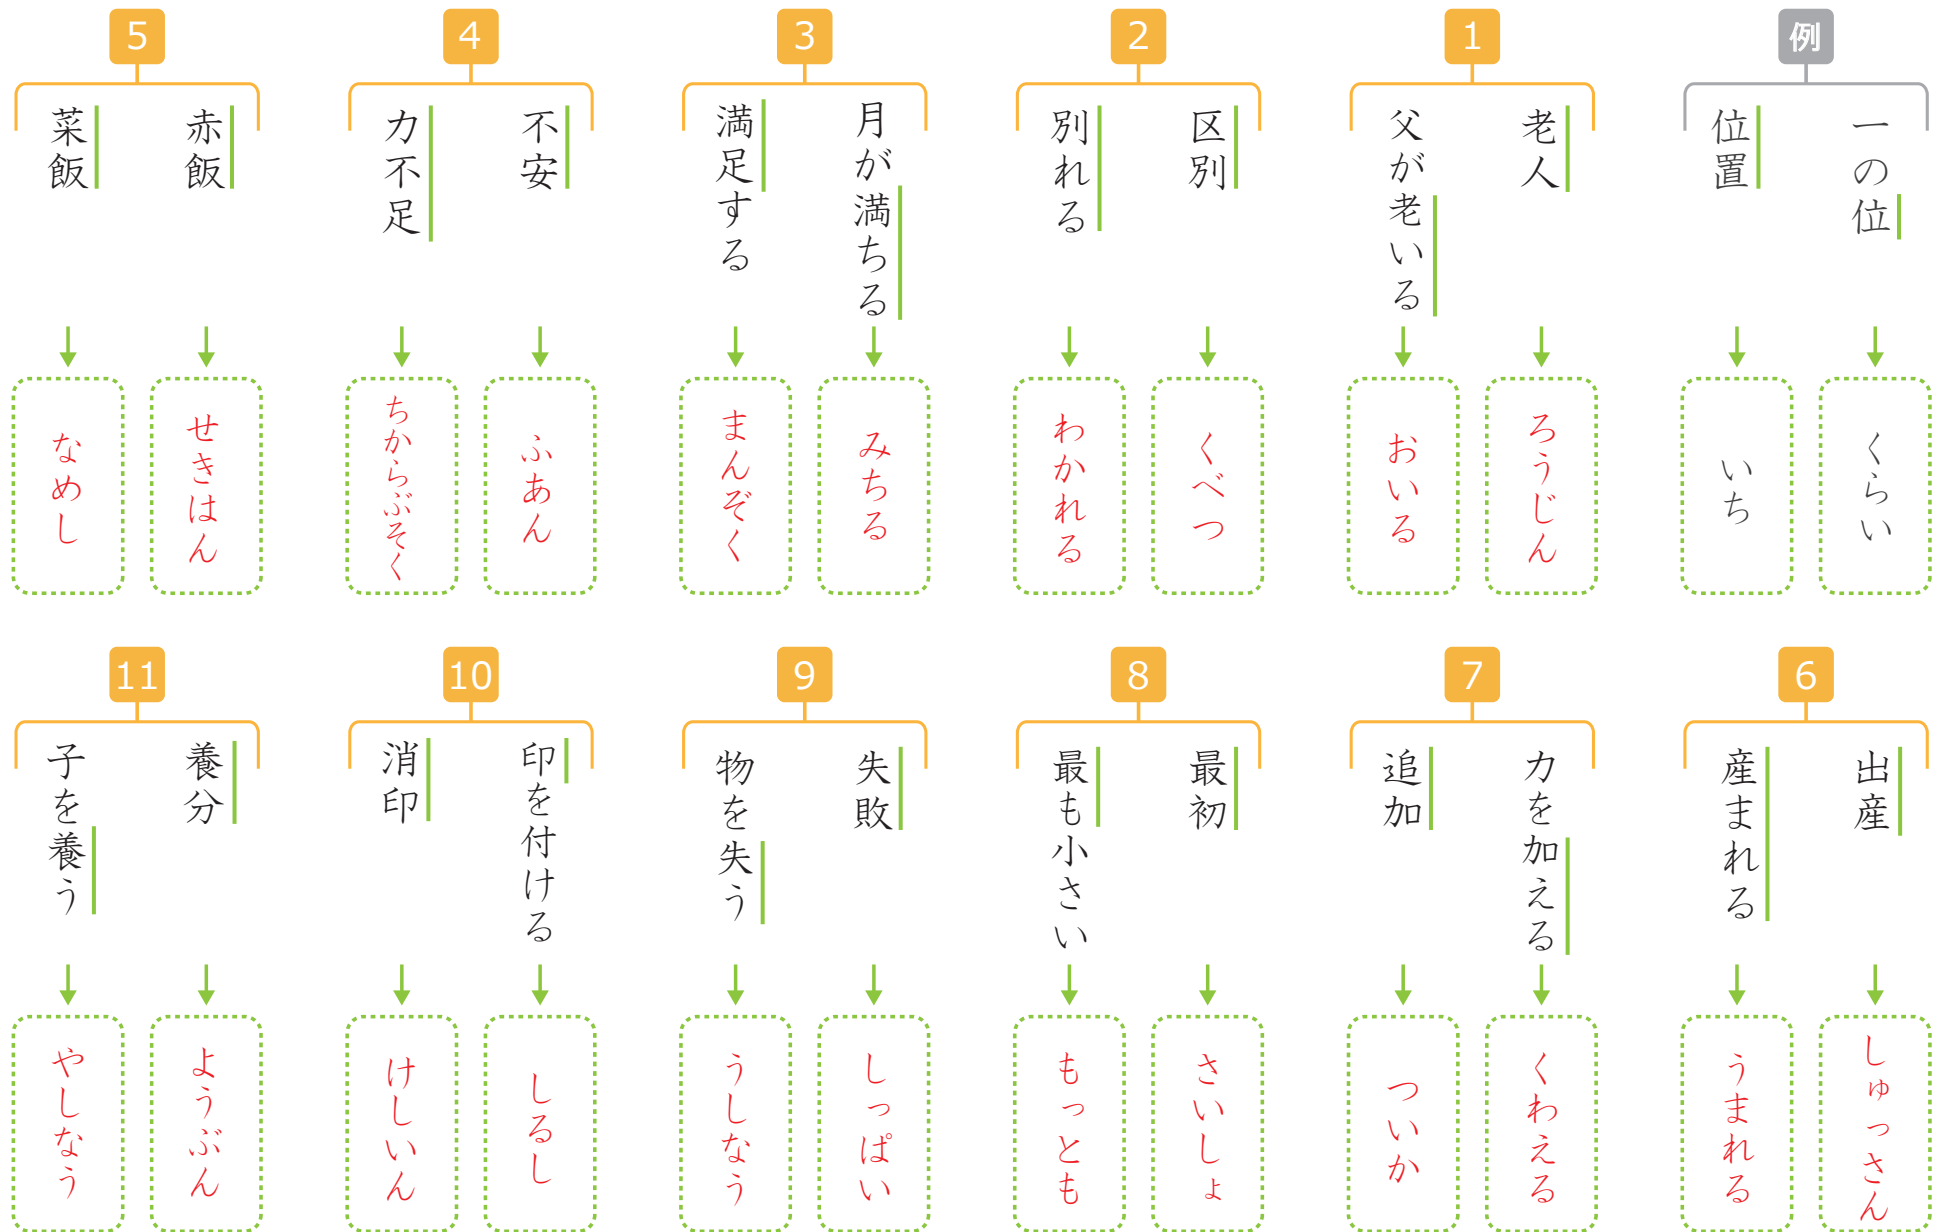 例
一の位
くらい
位置
いち
1
老人
ろうじん
父が老いる
おいる
2
区別
くべつ
別れる
わかれる
3
月が満ちる
みちる
満足する
まんぞく
4
不安
ふあん
力不足
ちからぶそく
5
赤飯
せきはん
菜飯
なめし
6
出産
しゅっさん
産まれる
うまれる
7
力を加える
くわえる
追加
ついか
8
最初
さいしょ
最も小さい
もっとも
9
失敗
しっぱい
物を失う
うしなう
10
印を付ける
しるし
消印
けしいん
11
養分
ようぶん
子を養う
やしなう